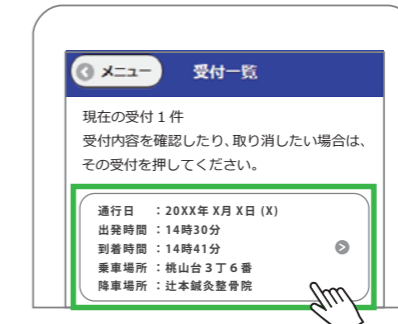 メニュー 受付一覧
現在の受付1件
受付内容を確認したり、取り消したい場合は、
その受付を押してください。
通行日 ：20XX年 X月 X日 (X)
出発時間 ：14時30分
到着時間 ：14時41分
乗車場所 ：桃山台3丁6番
降車場所 ：辻本鍼灸整骨院